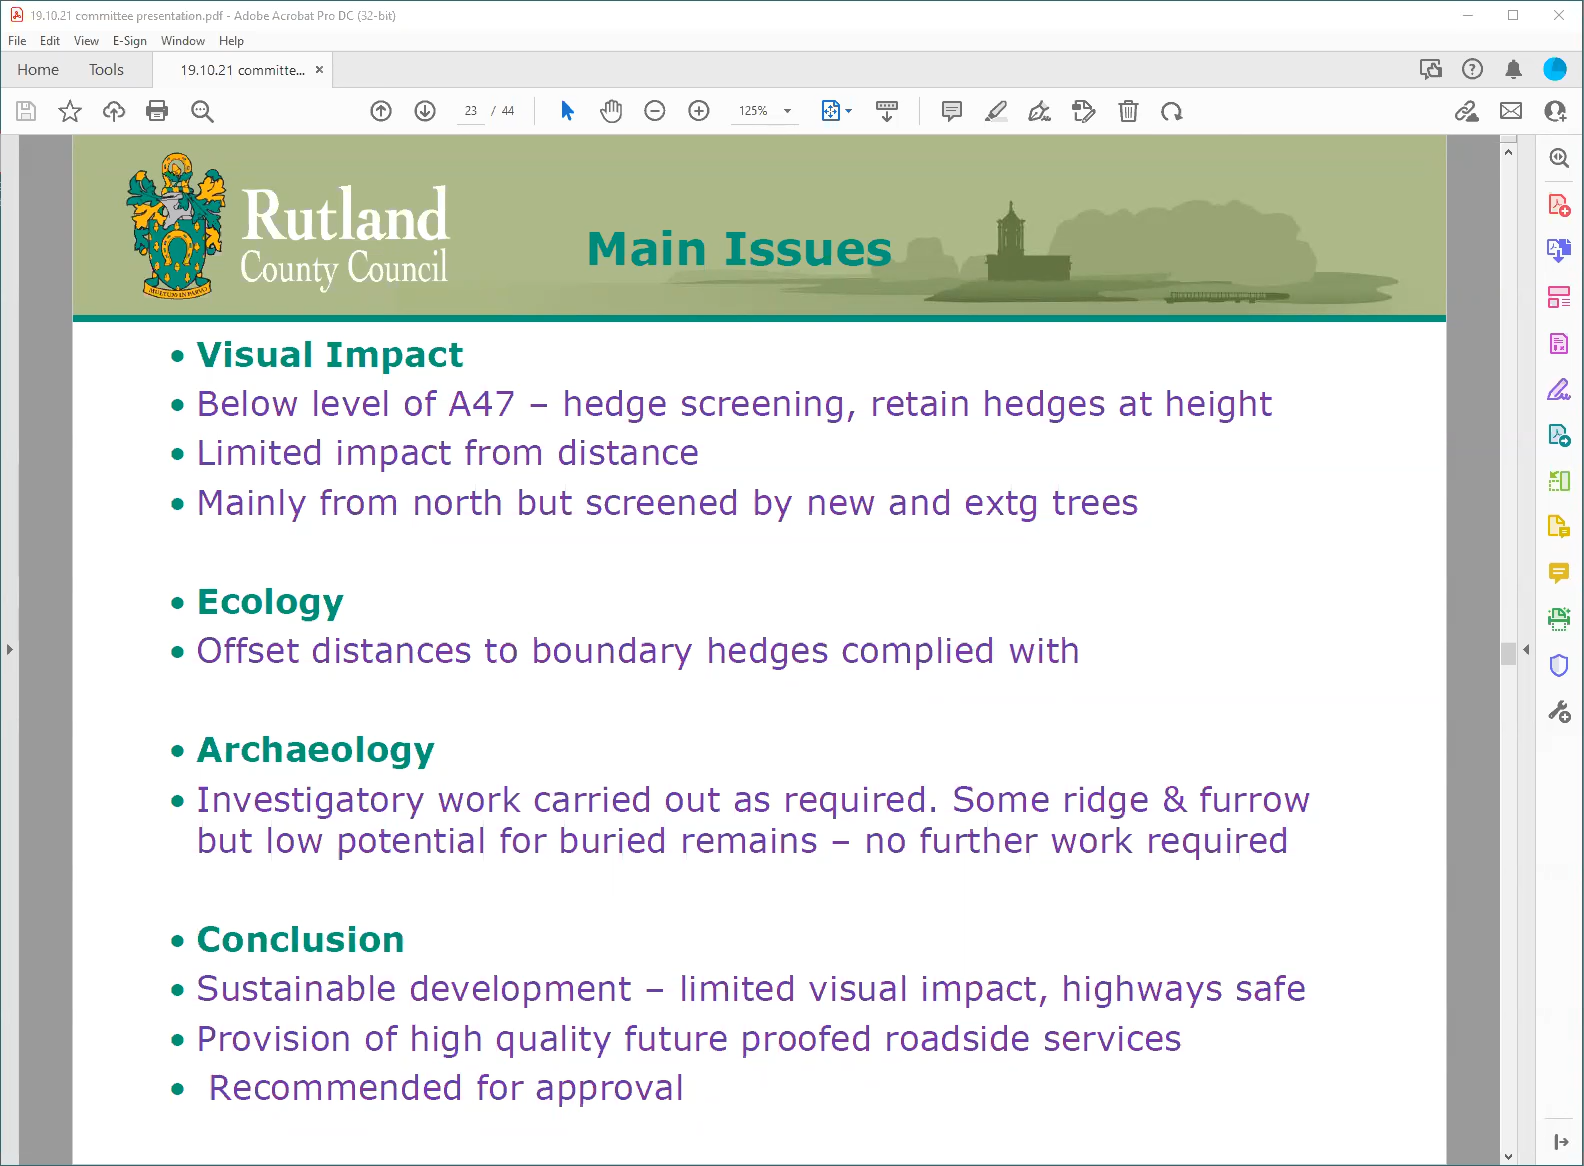 19.10.21 committee presentation.pdf - Adobe Acrobat Pro DC (32-bit)
File Edit View E-Sign Window Help
Home Tools 19.10.21 committe... ×
23 / 44 125%
Rutland
County Council
MULTUM IN PARVO
Main Issues
• Visual Impact
• Below level of A47 – hedge screening, retain hedges at height
• Limited impact from distance
• Mainly from north but screened by new and extg trees
• Ecology
• Offset distances to boundary hedges complied with
• Archaeology
• Investigatory work carried out as required. Some ridge & furrow
but low potential for buried remains – no further work required
• Conclusion
• Sustainable development – limited visual impact, highways safe
• Provision of high quality future proofed roadside services
• Recommended for approval